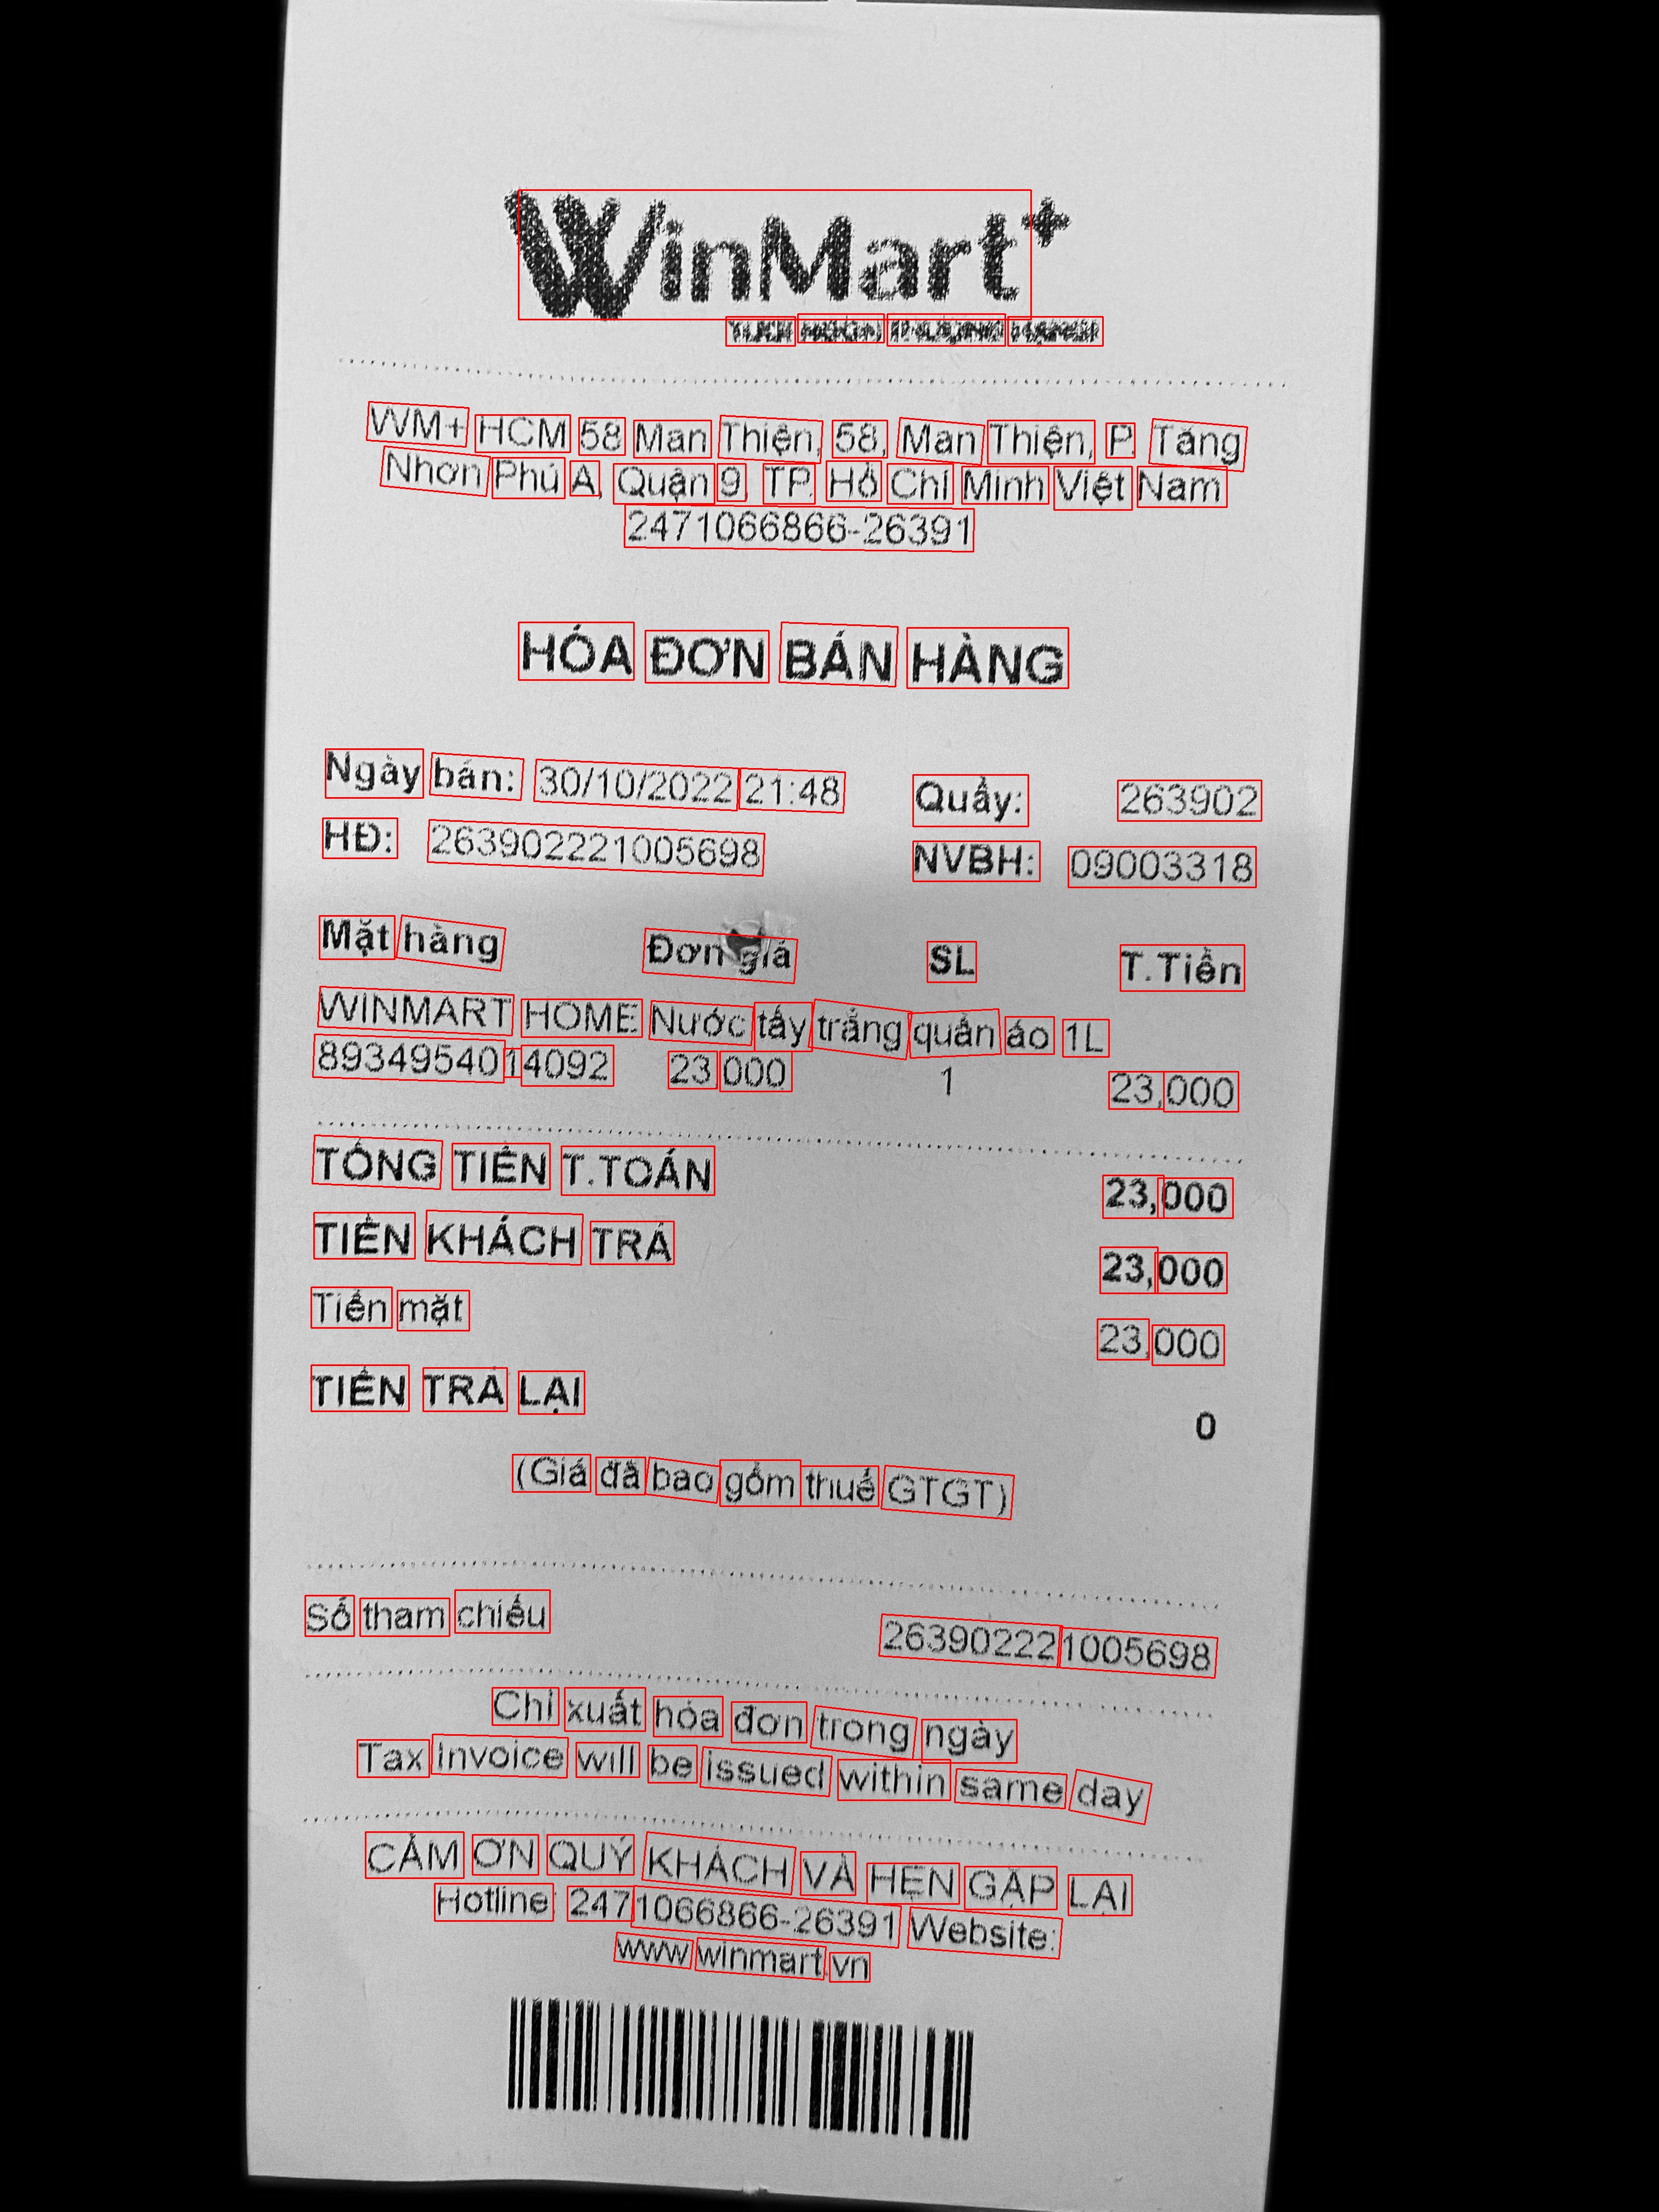 WinMart+
WM+ HCM 58 Man Thiện, 58, Man Thiện, P. Tăng
Nhơn Phú A, Quận 9, TP. Hồ Chí Minh Việt Nam
2471066866-26391
HÓA ĐƠN BÁN HÀNG
Ngày bán: 30/10/2022 21:48 Quầy: 263902
HĐ: 263902221005698 NVBH: 09003318
Mặt hàng Đơn giá SL T.Tiền
WINMART HOME Nước tẩy trắng quần áo 1L
8934954014092 23,000 1 23,000
TỔNG TIỀN T.TOÁN 23,000
TIỀN KHÁCH TRẢ 23,000
Tiền mặt 23,000
TIỀN TRẢ LẠI 0
(Giá đã bao gồm thuế GTGT)
Số tham chiếu 263902221005698
Chỉ xuất hóa đơn trong ngày
Tax invoice will be issued within same day
CẢM ƠN QUÝ KHÁCH VÀ HẸN GẶP LẠI
Hotline: 2471066866-26391 Website:
www.winmart.vn